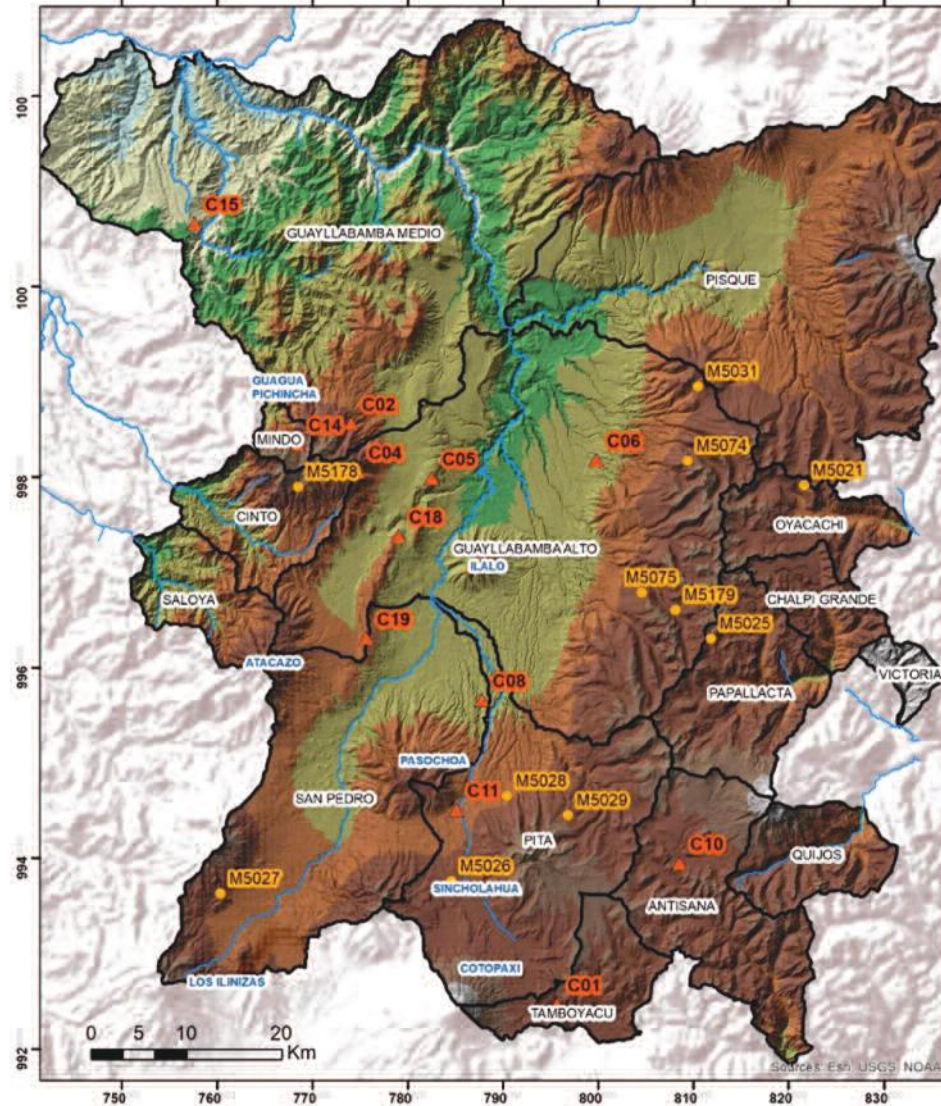 100
C15
GUAYLLABAMBA MEDIO
100
PISQUE
M5031
GUAGUA
PICHINCHA
C02
C14
MINDO
C04
C05
C06
M5074
998
M5178
M5021
CINTO
C18
OYACACHI
GUAYLLABAMBA ALTO
ILALO
M5075
SALOYA
M5179
CHALPI GRANDE
C19
M5025
996
ATACAZO
VICTORIA
PAPALLACTA
C08
PASOCHOA
M5028
C11
SAN PEDRO
M5029
PITA
C10
994
QUIJOS
M5026
M5027
SINCHOLAHUA
ANTISANA
COTOPAXI
LOS ILINIZAS
C01
TAMBOYACU
0 5 10 20
Km
992
Sources: Esri, USGS, NOAA
750 760 770 780 790 800 810 820 830